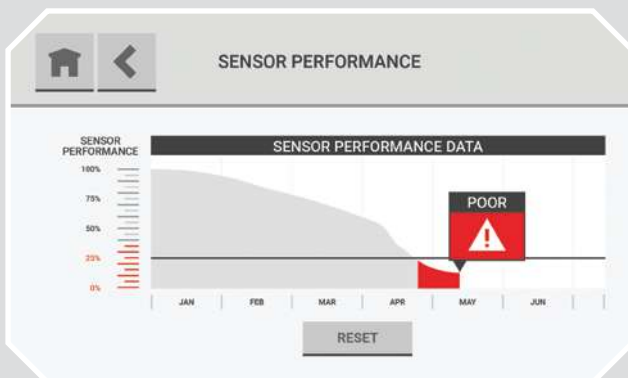 SENSOR PERFORMANCE
SENSOR
PERFORMANCE
SENSOR PERFORMANCE DATA
100%
75%
50%
25%
0%
POOR
JAN FEB MAR APR MAY JUN
RESET